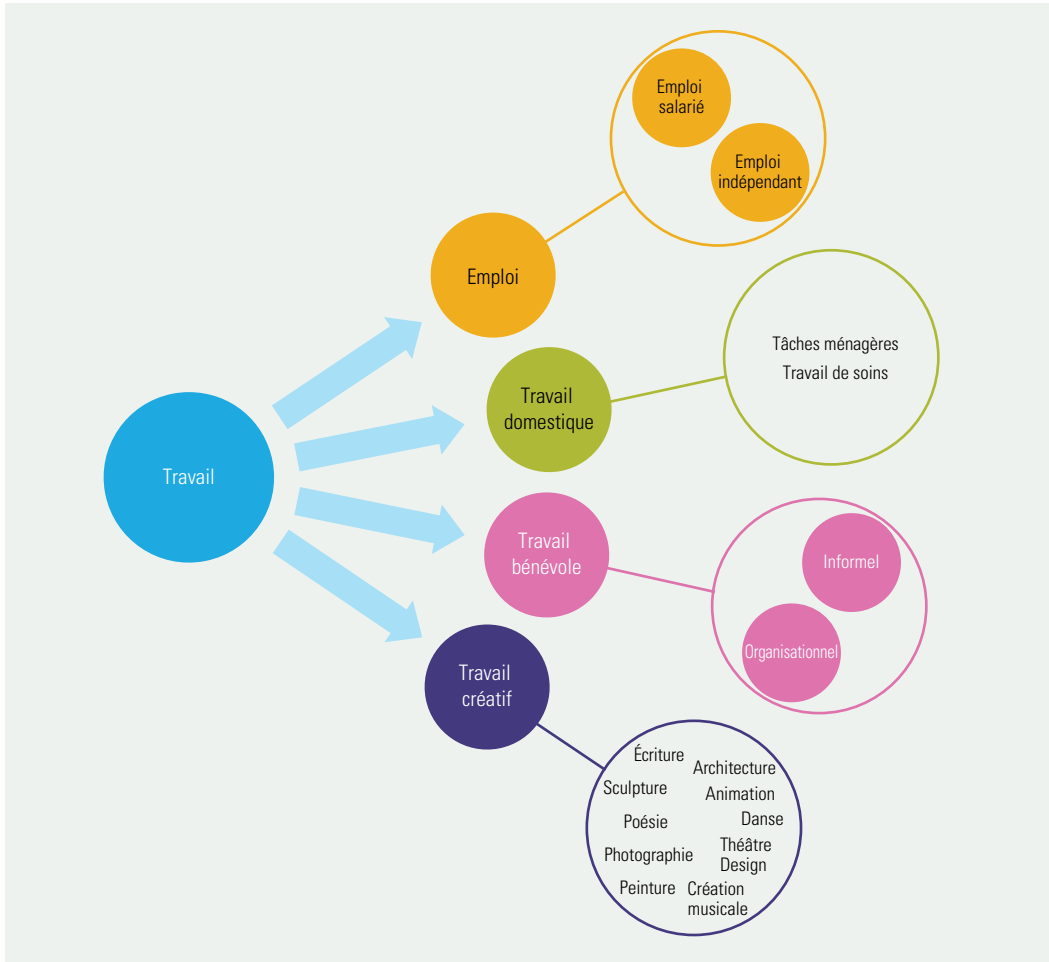 Travail
Emploi
Emploi
salarié
Emploi
indépendant
Travail
domestique
Tâches ménagères
Travail de soins
Travail
bénévole
Informel
Organisationnel
Travail
créatif
Écriture
Architecture
Sculpture
Animation
Poésie
Danse
Photographie
Théâtre
Design
Peinture
Création
musicale